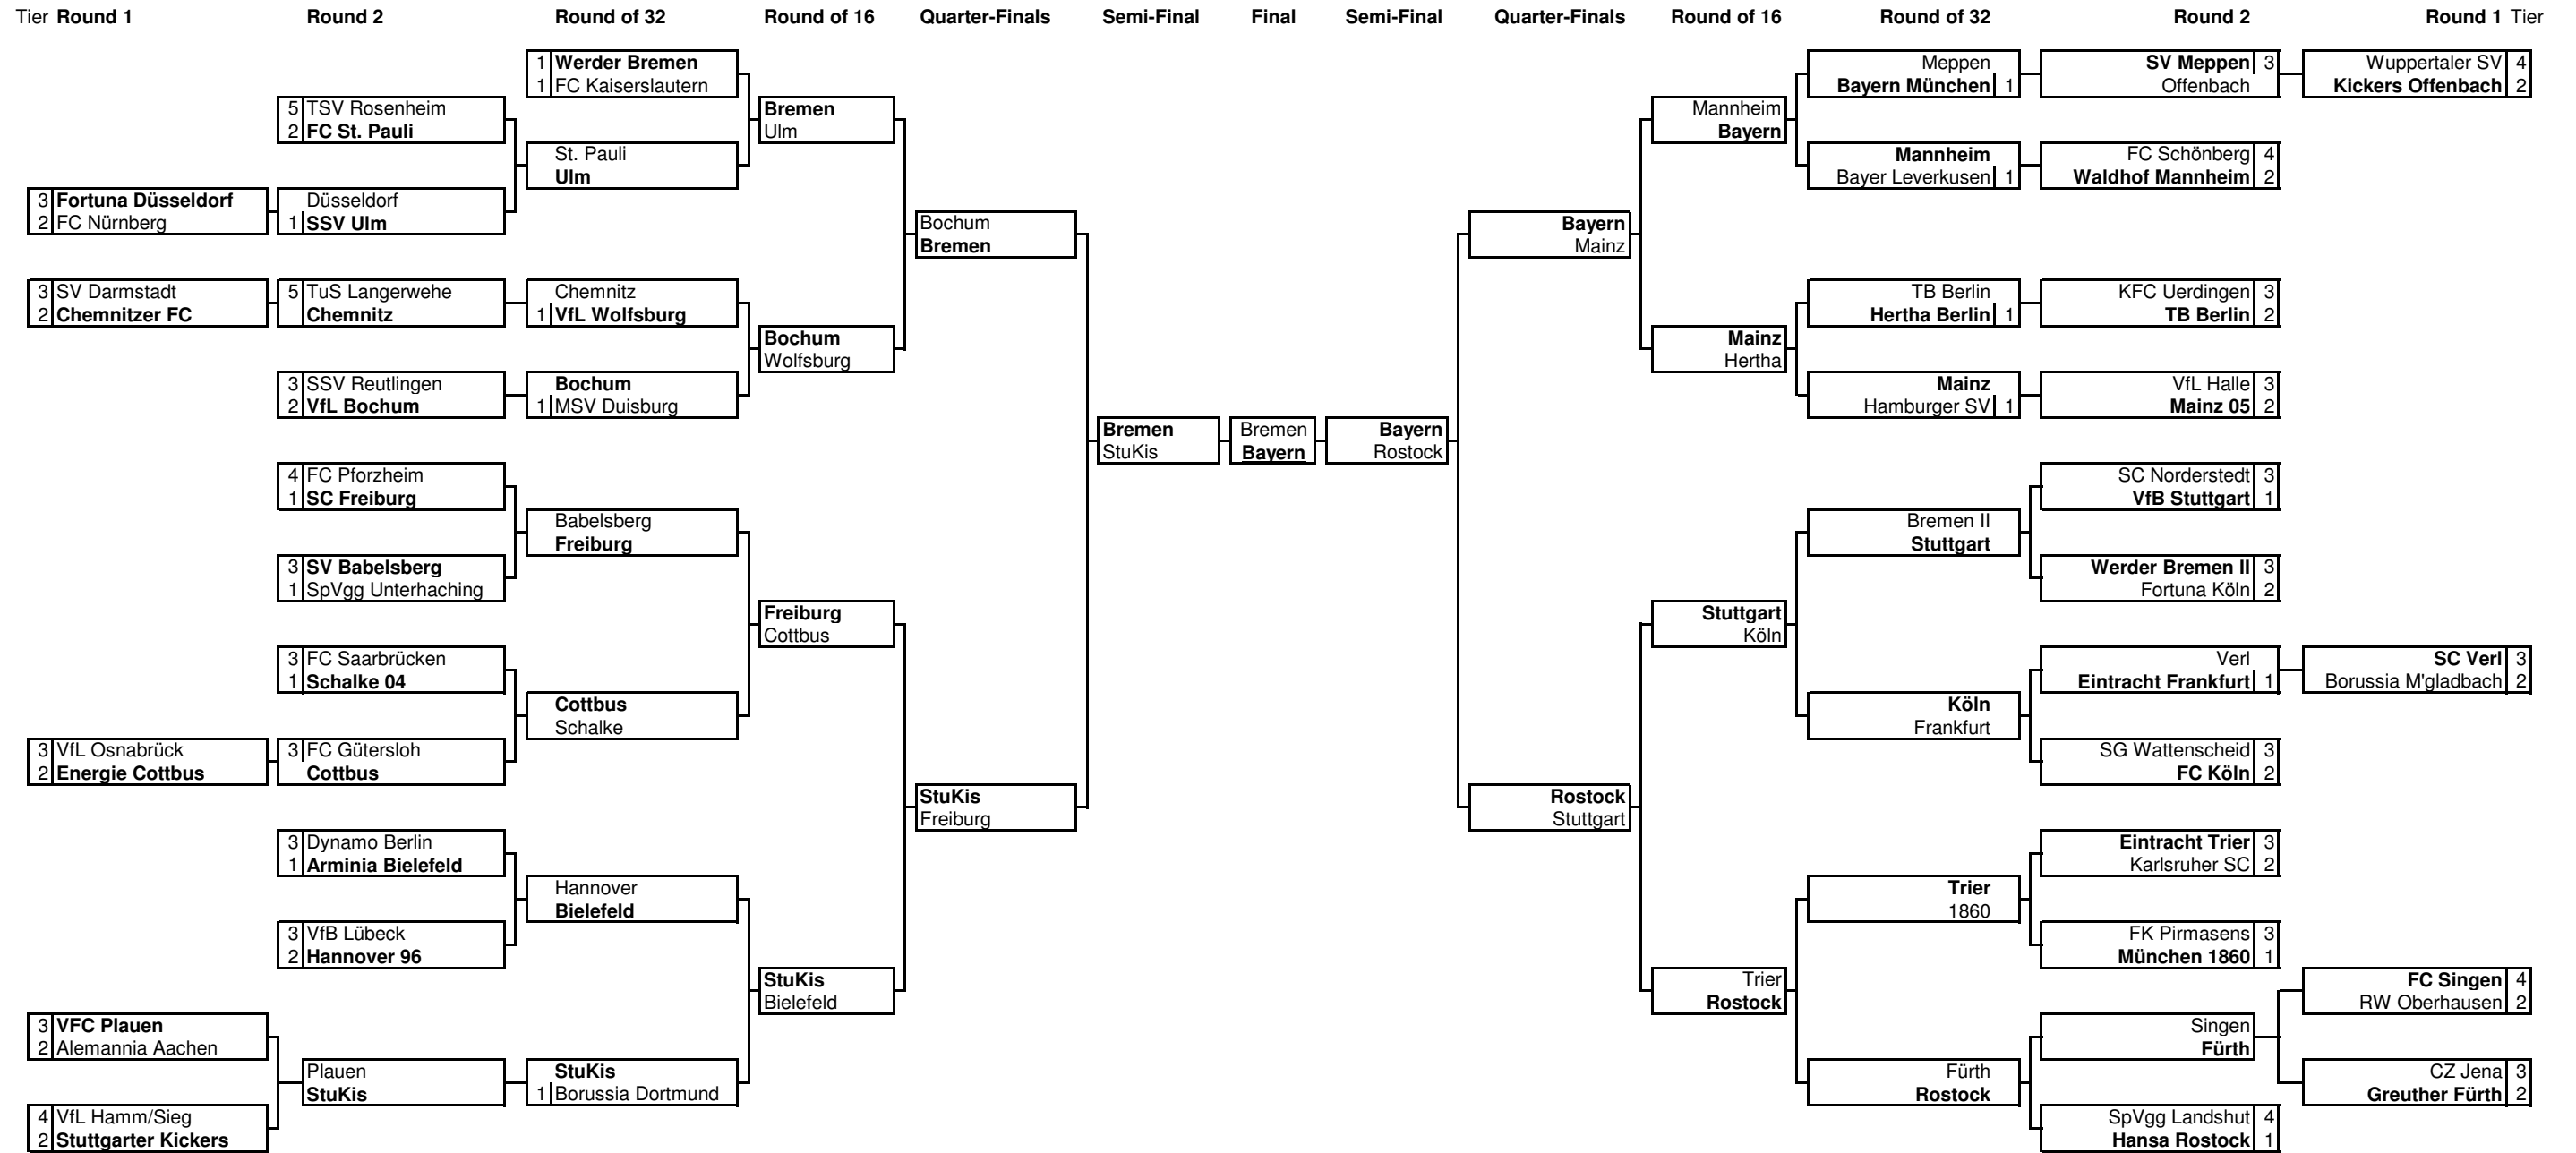 Tier Round 1 Round 2 Round of 32 Round of 16 Quarter-Finals Semi-Final Final Semi-Final Quarter-Finals Round of 16 Round of 32 Round 2 Round 1 Tier
3 Fortuna Düsseldorf
2 FC Nürnberg
3 SV Darmstadt
2 Chemnitzer FC
3 VfL Osnabrück
2 Energie Cottbus
3 VFC Plauen
2 Alemannia Aachen
4 VfL Hamm/Sieg
2 Stuttgarter Kickers
5 TSV Rosenheim
2 FC St. Pauli
Düsseldorf
1 SSV Ulm
5 TuS Langerwehe
Chemnitz
3 SSV Reutlingen
2 VfL Bochum
4 FC Pforzheim
1 SC Freiburg
3 SV Babelsberg
1 SpVgg Unterhaching
3 FC Saarbrücken
1 Schalke 04
3 FC Gütersloh
Cottbus
3 Dynamo Berlin
1 Arminia Bielefeld
3 VfB Lübeck
2 Hannover 96
Plauen
StuKis
1 Werder Bremen
1 FC Kaiserslautern
St. Pauli
Ulm
Chemnitz
1 VfL Wolfsburg
Bochum
1 MSV Duisburg
Babelsberg
Freiburg
Cottbus
Schalke
Hannover
Bielefeld
StuKis
1 Borussia Dortmund
Bremen
Ulm
Bochum
Wolfsburg
Freiburg
Cottbus
StuKis
Bielefeld
Bochum
Bremen
StuKis
Freiburg
Bremen
StuKis
Bremen
Bayern
Bayern
Rostock
Bayern
Mainz
Rostock
Stuttgart
Mannheim
Bayern
Mainz
Hertha
Stuttgart
Köln
Trier
Rostock
Meppen
Bayern München 1
Mannheim
Bayer Leverkusen 1
TB Berlin
Hertha Berlin 1
Mainz
Hamburger SV 1
Bremen II
Stuttgart
Köln
Frankfurt
Trier
1860
Fürth
Rostock
SV Meppen 3
Offenbach
FC Schönberg 4
Waldhof Mannheim 2
KFC Uerdingen 3
TB Berlin 2
VfL Halle 3
Mainz 05 2
SC Norderstedt 3
VfB Stuttgart 1
Werder Bremen II 3
Fortuna Köln 2
Verl
Eintracht Frankfurt 1
SG Wattenscheid 3
FC Köln 2
Eintracht Trier 3
Karlsruher SC 2
FK Pirmasens 3
München 1860 1
Singen
Fürth
SpVgg Landshut 4
Hansa Rostock 1
Wuppertaler SV 4
Kickers Offenbach 2
SC Verl 3
Borussia M'gladbach 2
FC Singen 4
RW Oberhausen 2
CZ Jena 3
Greuther Fürth 2